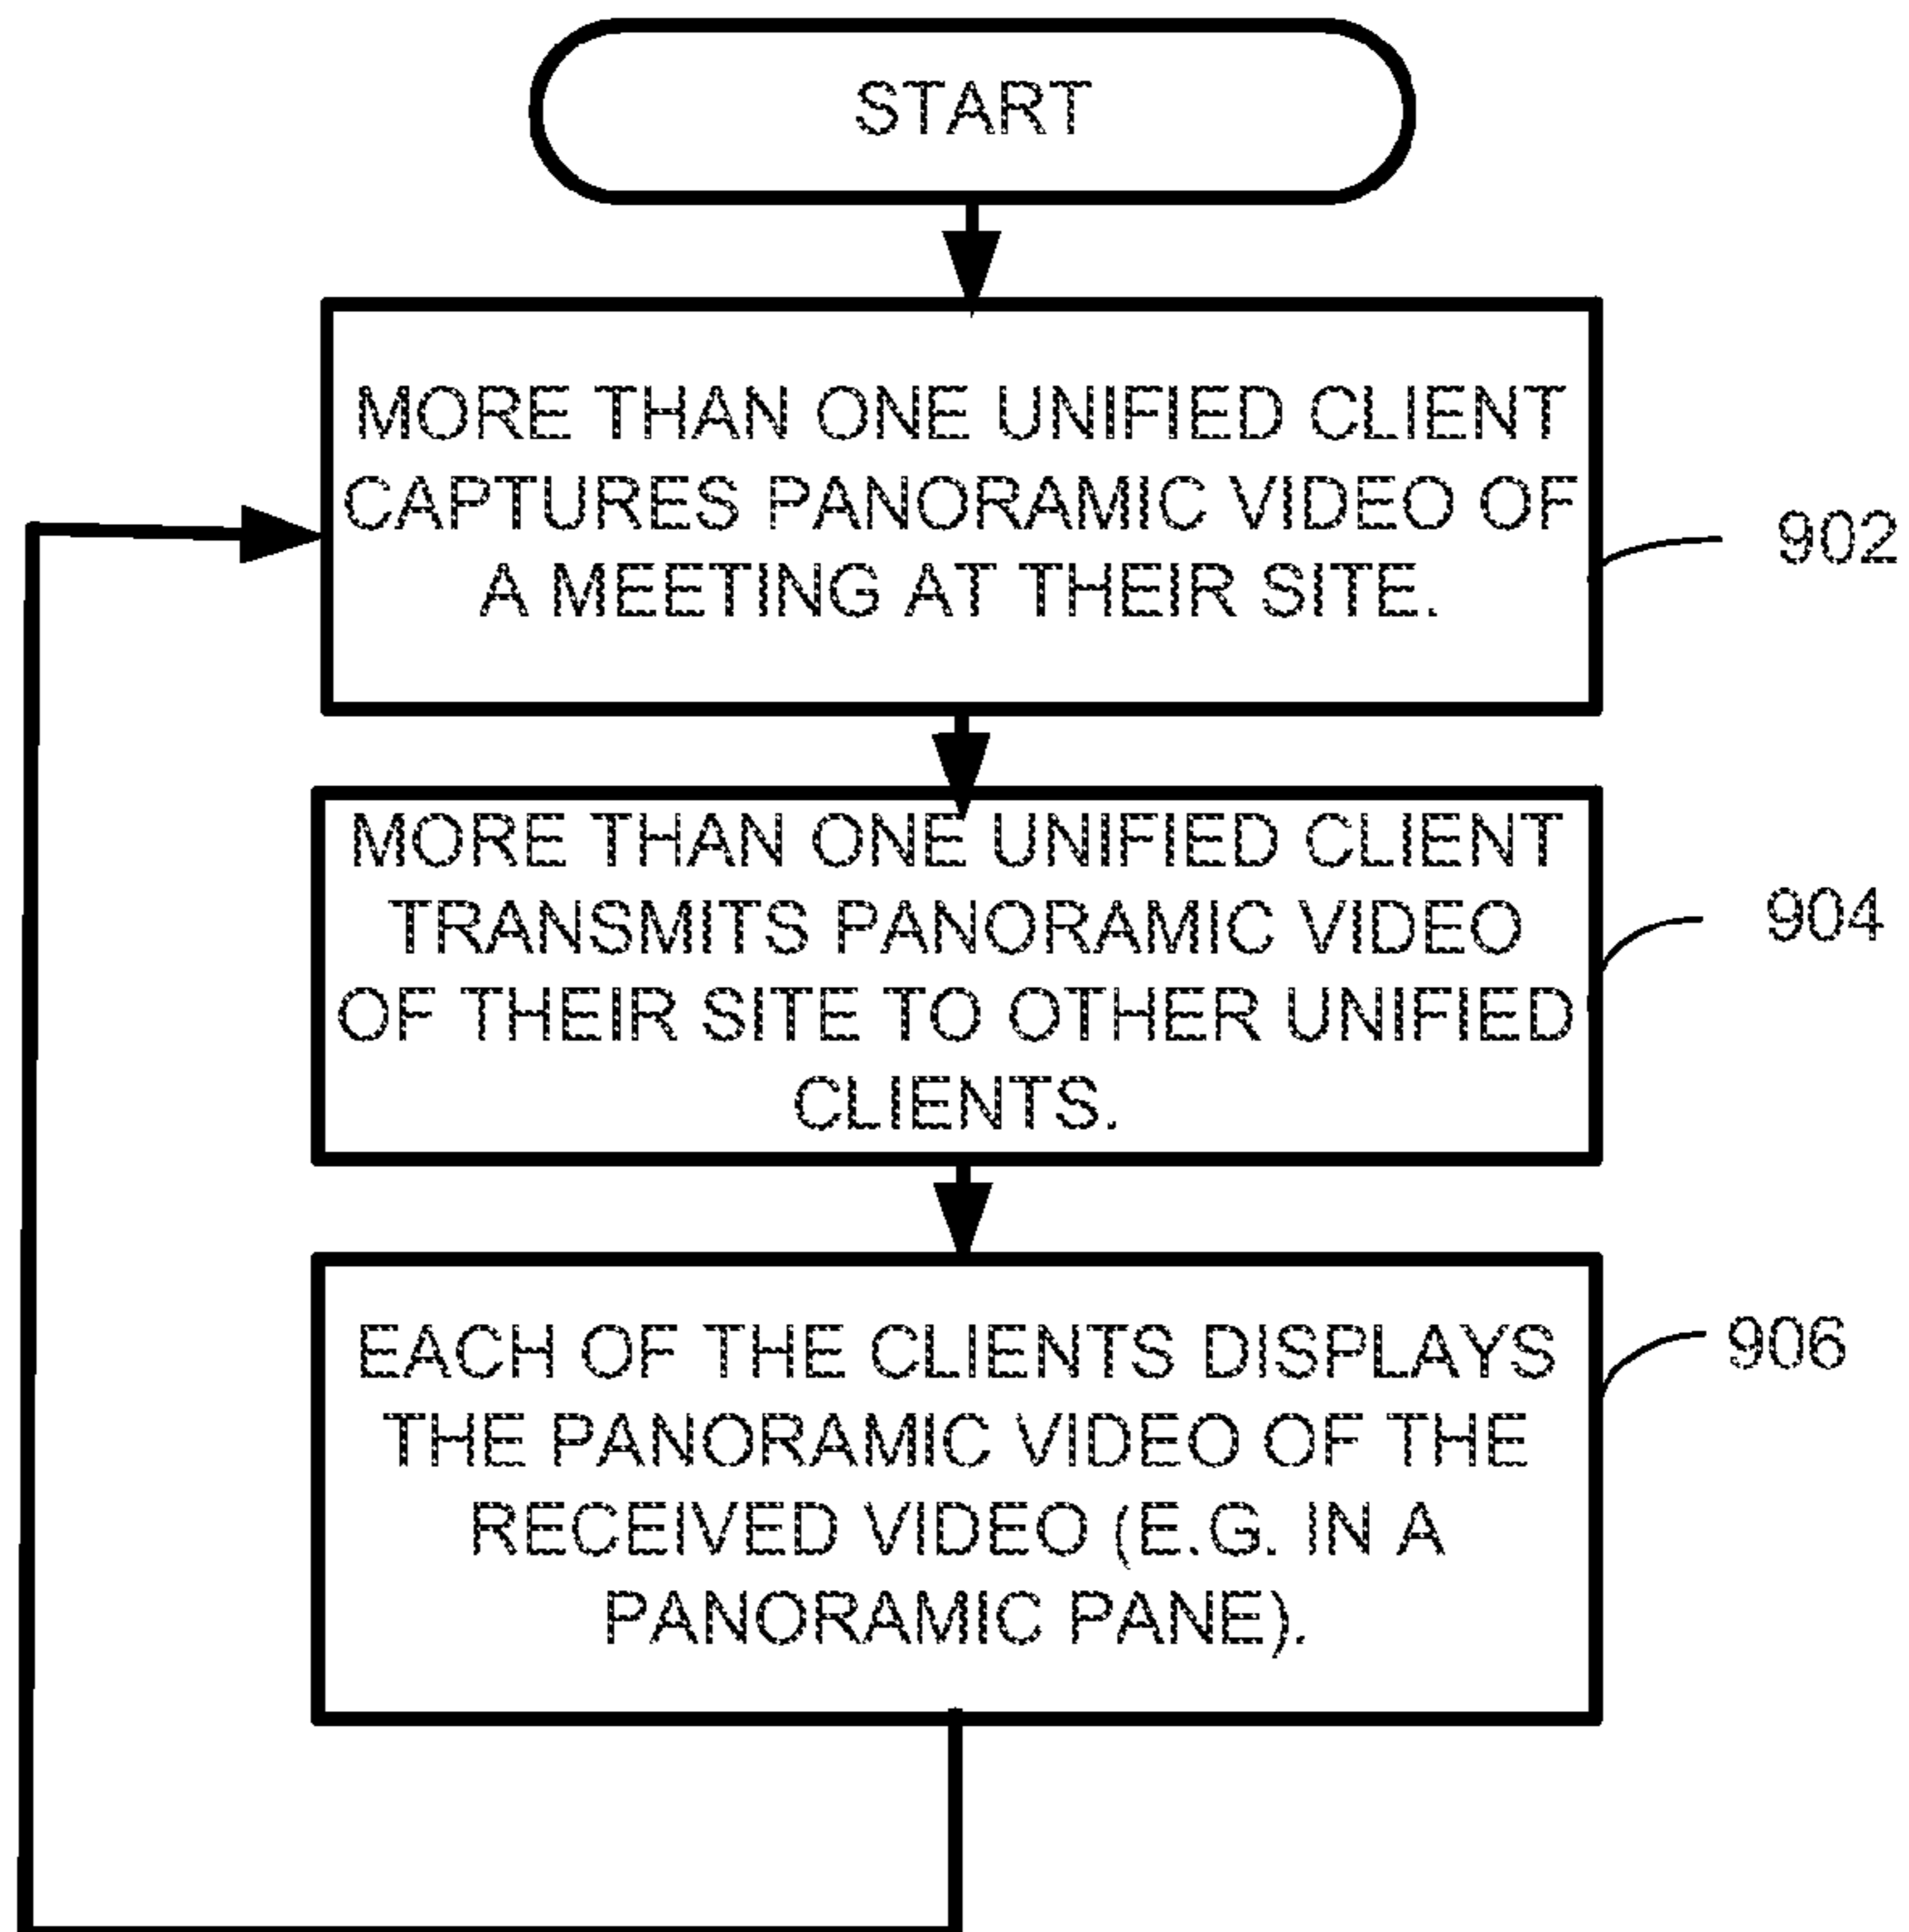 START
MORE THAN ONE UNIFIED CLIENT
CAPTURES PANORAMIC VIDEO OF
A MEETING AT THEIR SITE.
902
MORE THAN ONE UNIFIED CLIENT
TRANSMITS PANORAMIC VIDEO
OF THEIR SITE TO OTHER UNIFIED
CLIENTS.
904
EACH OF THE CLIENTS DISPLAYS
THE PANORAMIC VIDEO OF THE
RECEIVED VIDEO (E.G. IN A
PANORAMIC PANE).
906